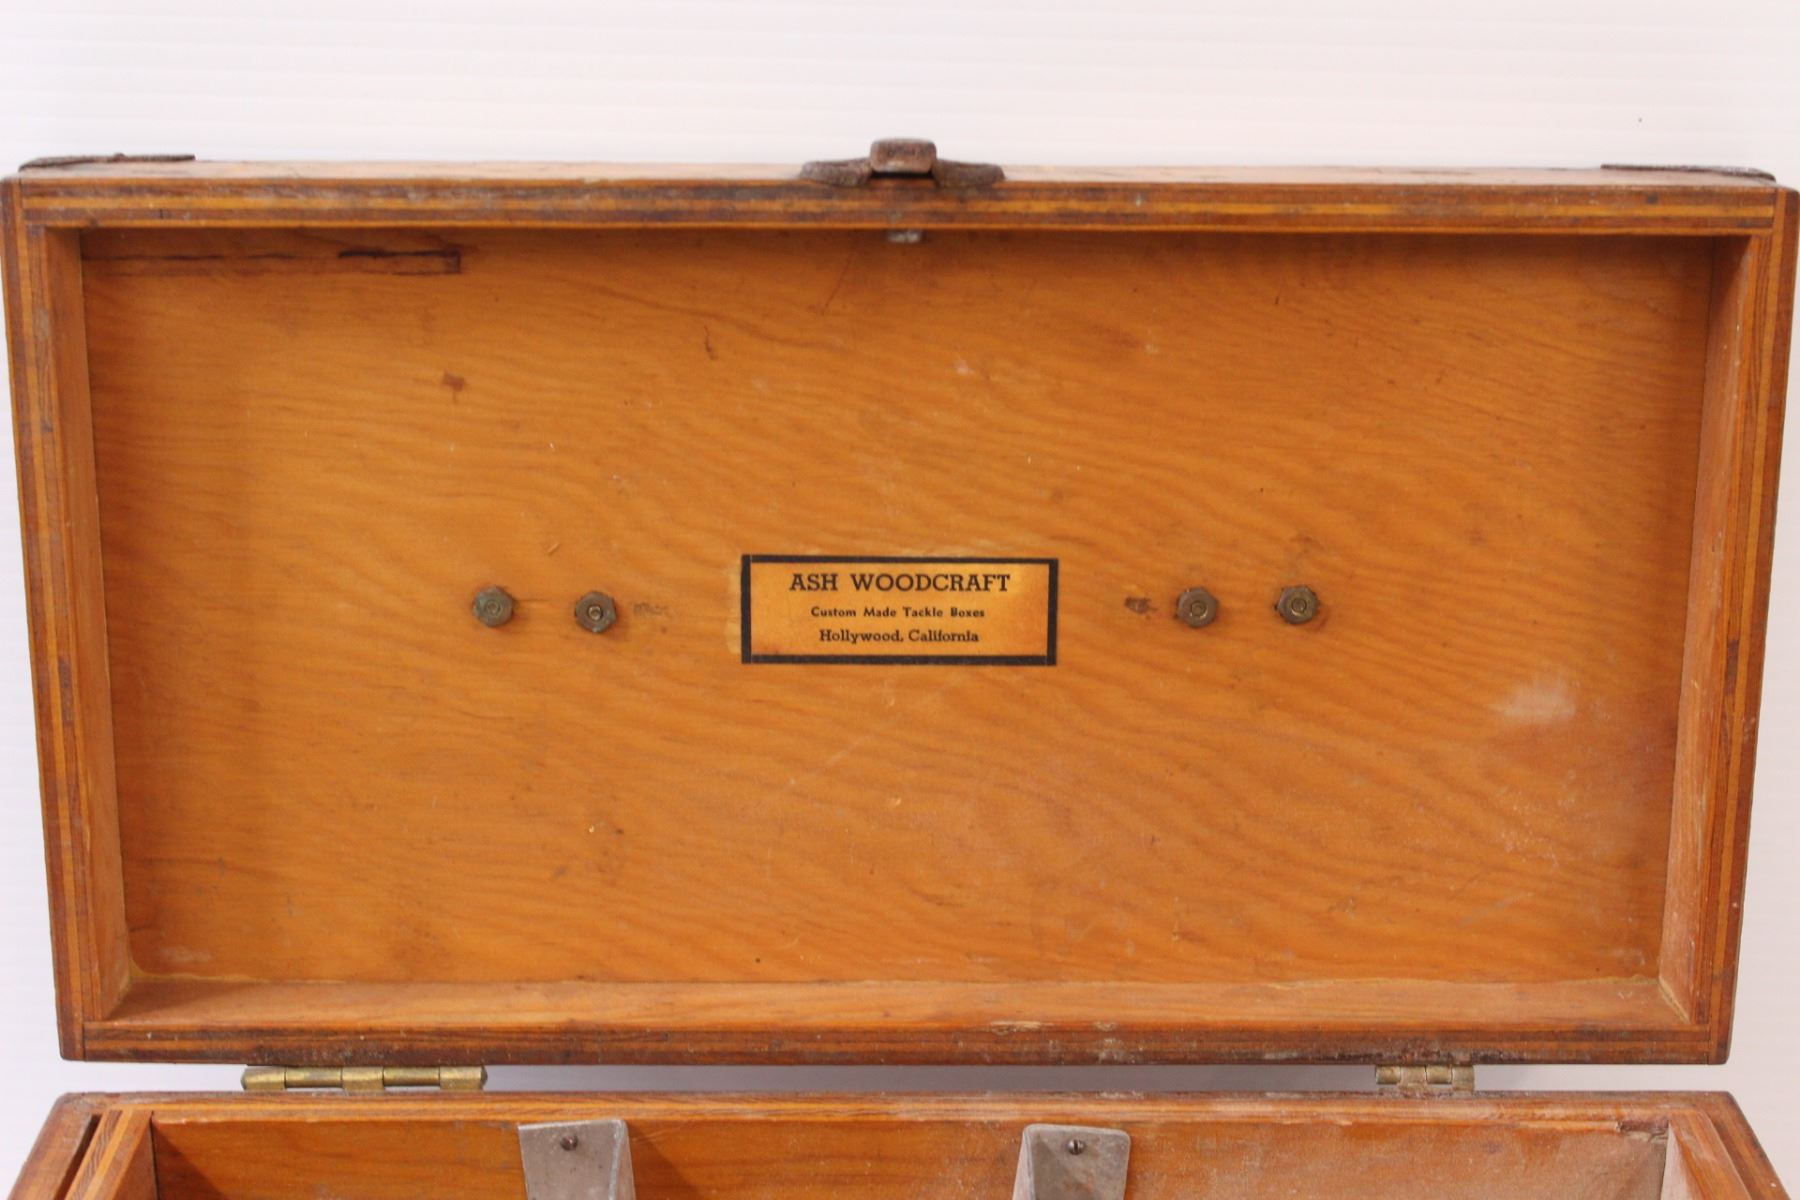 ASH WOODCRAFT
Custom Made Tackle Boxes
Hollywood, California